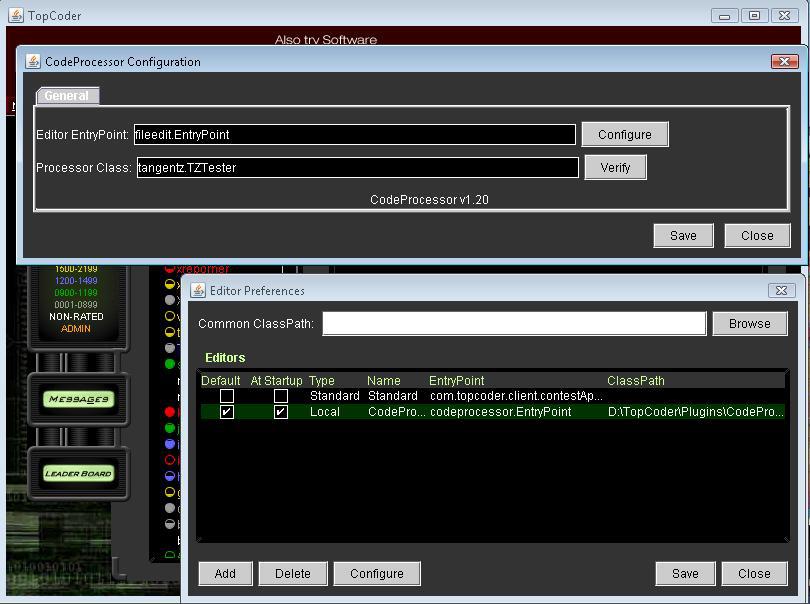 TopCoder
Also try Software
CodeProcessor Configuration
General
Editor EntryPoint: fileedit.EntryPoint Configure
Processor Class: tangentz.TZTester Verify
CodeProcessor v1.20
Save Close
1200-1499
0900-1199
0001-0899
NON-RATED
ADMIN
MESSAGES
LEADER BOARD
Editor Preferences
Common ClassPath: Browse
Editors
Default At Startup Type Name EntryPoint ClassPath
Standard Standard com.topcoder.client.contestAp...
Local CodePro... codeprocessor.EntryPoint D:\TopCoder\Plugins\CodePro...
Add Delete Configure Save Close